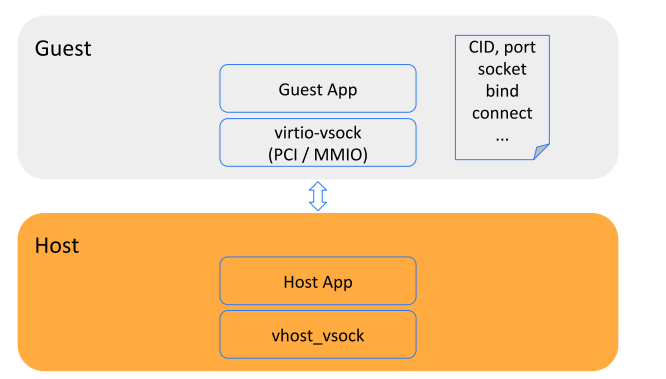 Guest
CID, port
socket
bind
connect
...
Guest App
virtio-vsock
(PCI / MMIO)
Host
Host App
vhost_vsock